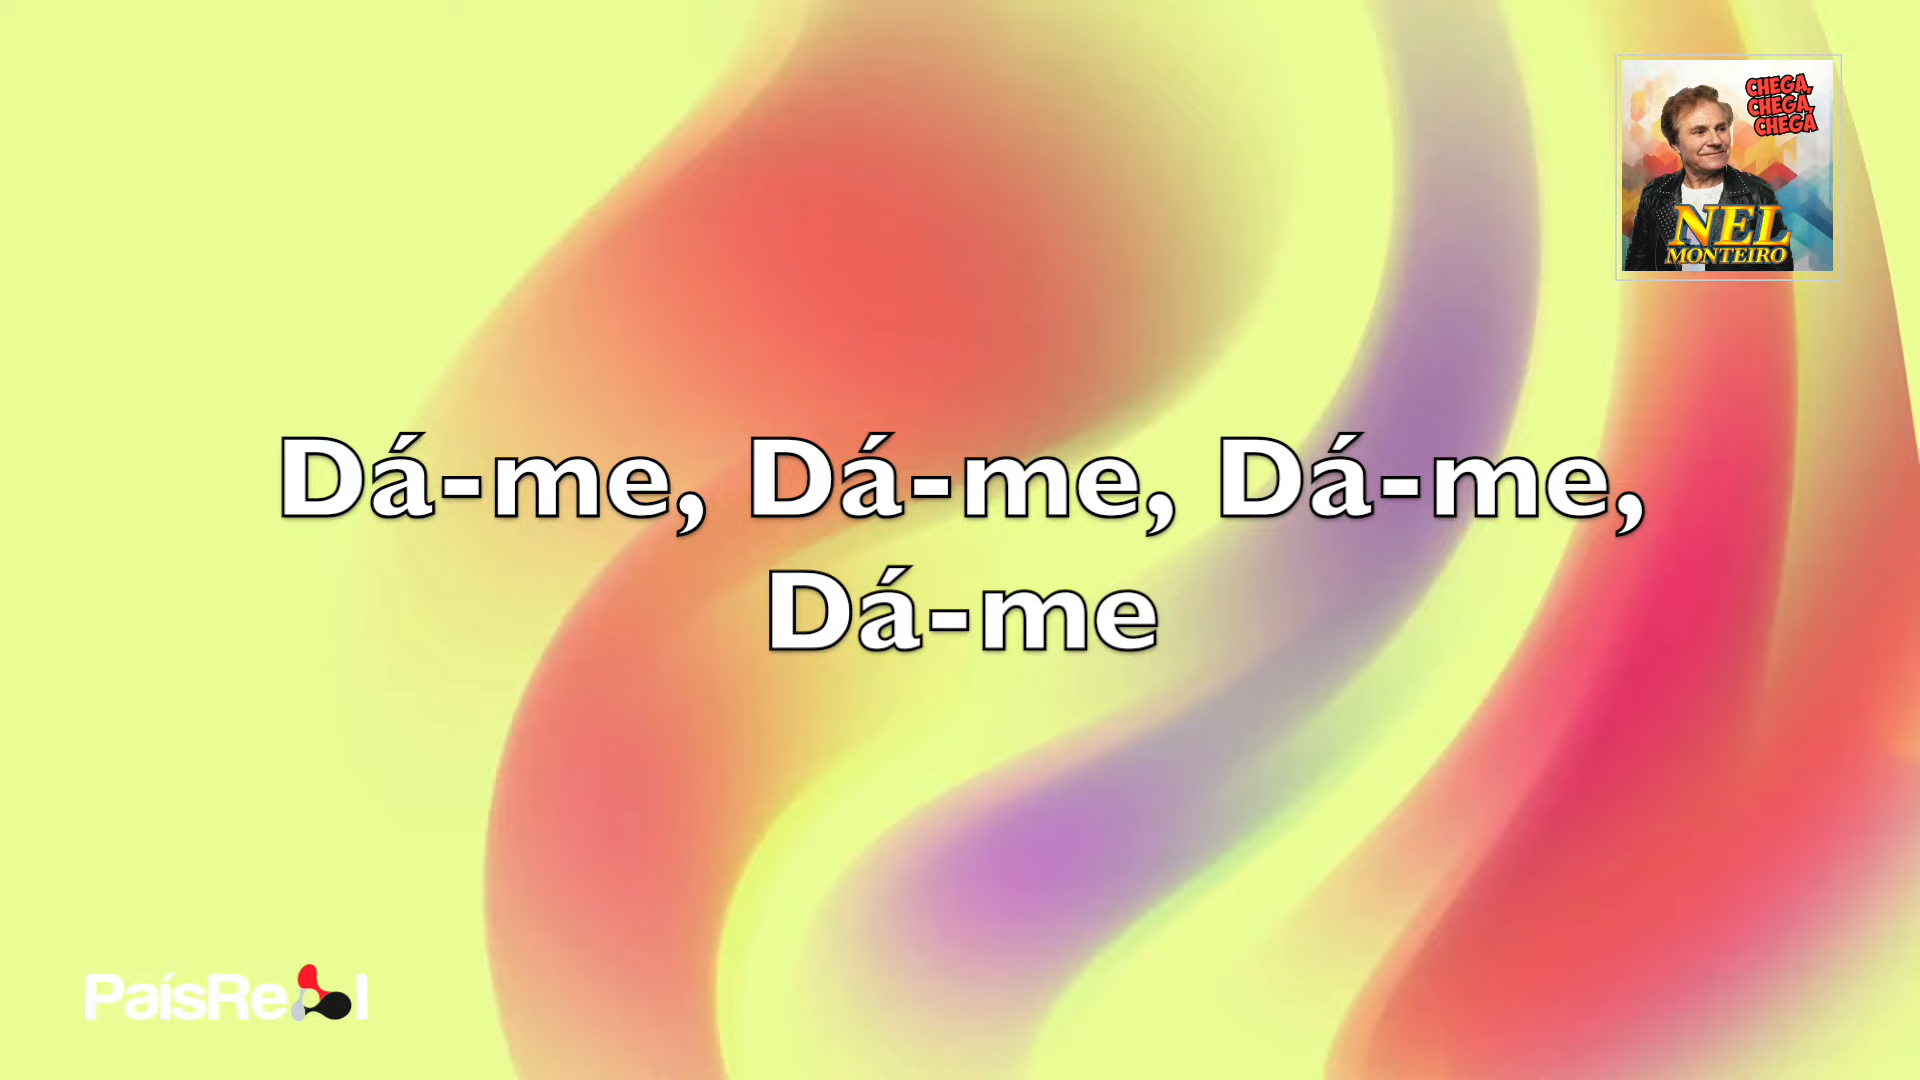 CHEGA,
CHEGA,
CHEGA
NEL
MONTEIRO
Dá-me, Dá-me, Dá-me,
Dá-me
PaísReal